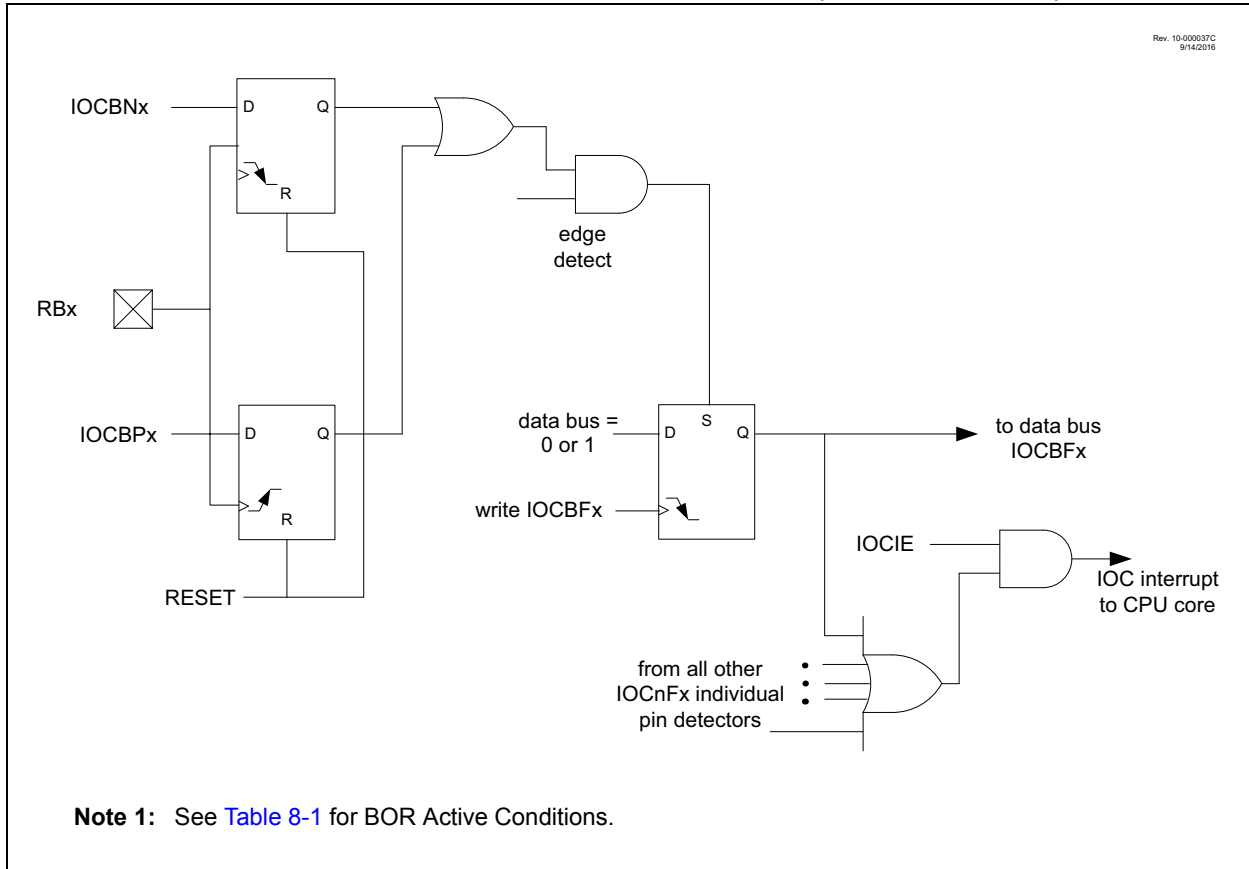 Rev. 10-000037C
9/14/2016
IOCBNx
D
Q
R
edge
detect
RBx
IOCBPx
D
Q
R
RESET
data bus =
0 or 1
S
D
Q
write IOCBFx
to data bus
IOCBFx
IOCIE
IOC interrupt
to CPU core
from all other
IOCnFx individual
pin detectors
Note 1: See Table 8-1 for BOR Active Conditions.